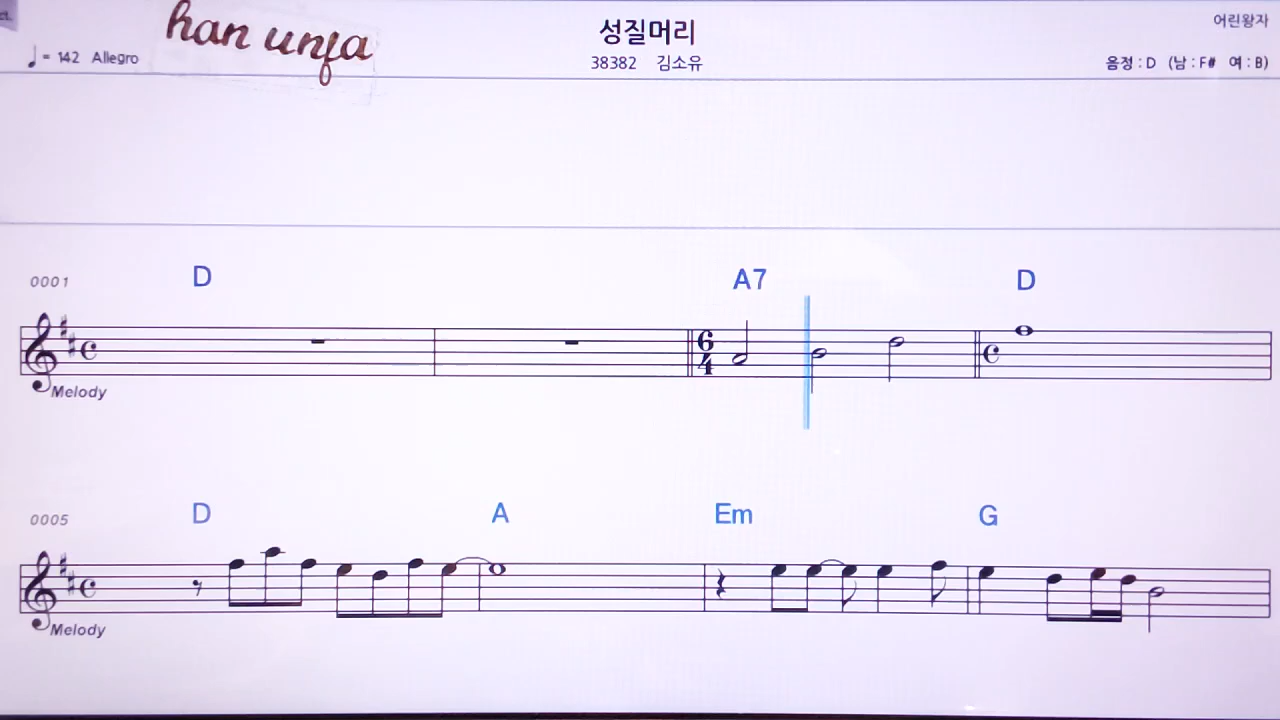 han unfa
성질머리
어린왕자
♩ = 142 Allegro
38382 김소유
음정 : D (남 : F# 여 : B)
0001 D A7 D
6
4
Melody
0005 D A Em G
Melody